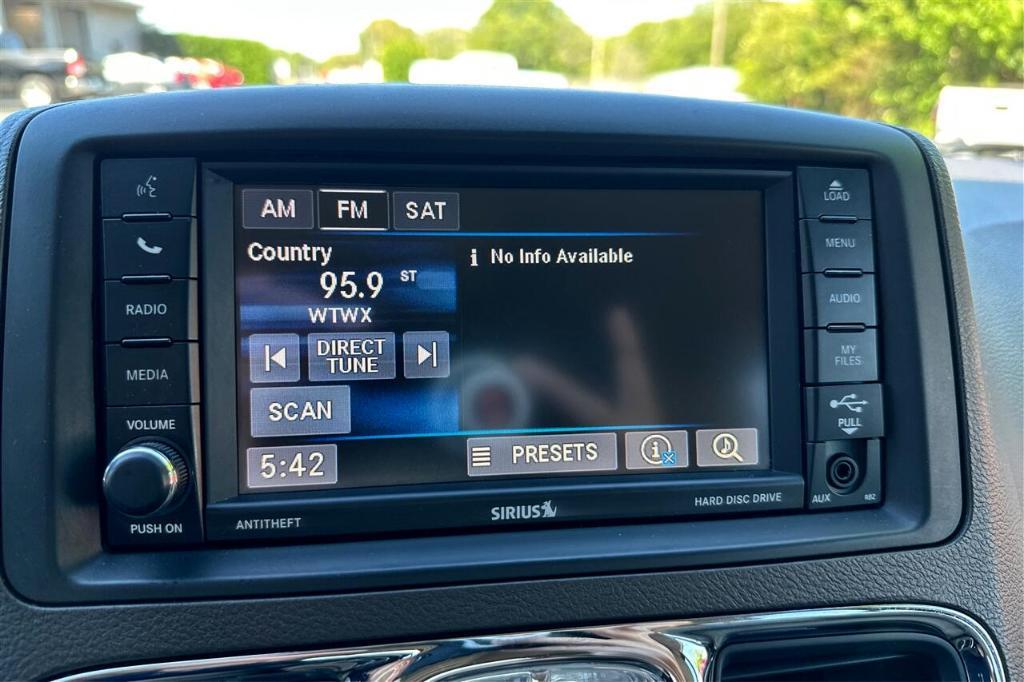 AM FM SAT
Country
95.9 ST
WTWX
DIRECT
TUNE
SCAN
5:42
i No Info Available
PRESETS
i
RADIO
MEDIA
VOLUME
PUSH ON
ANTITHEFT
SIRIUS
HARD DISC DRIVE
LOAD
MENU
AUDIO
MY
FILES
PULL
AUX RBZ